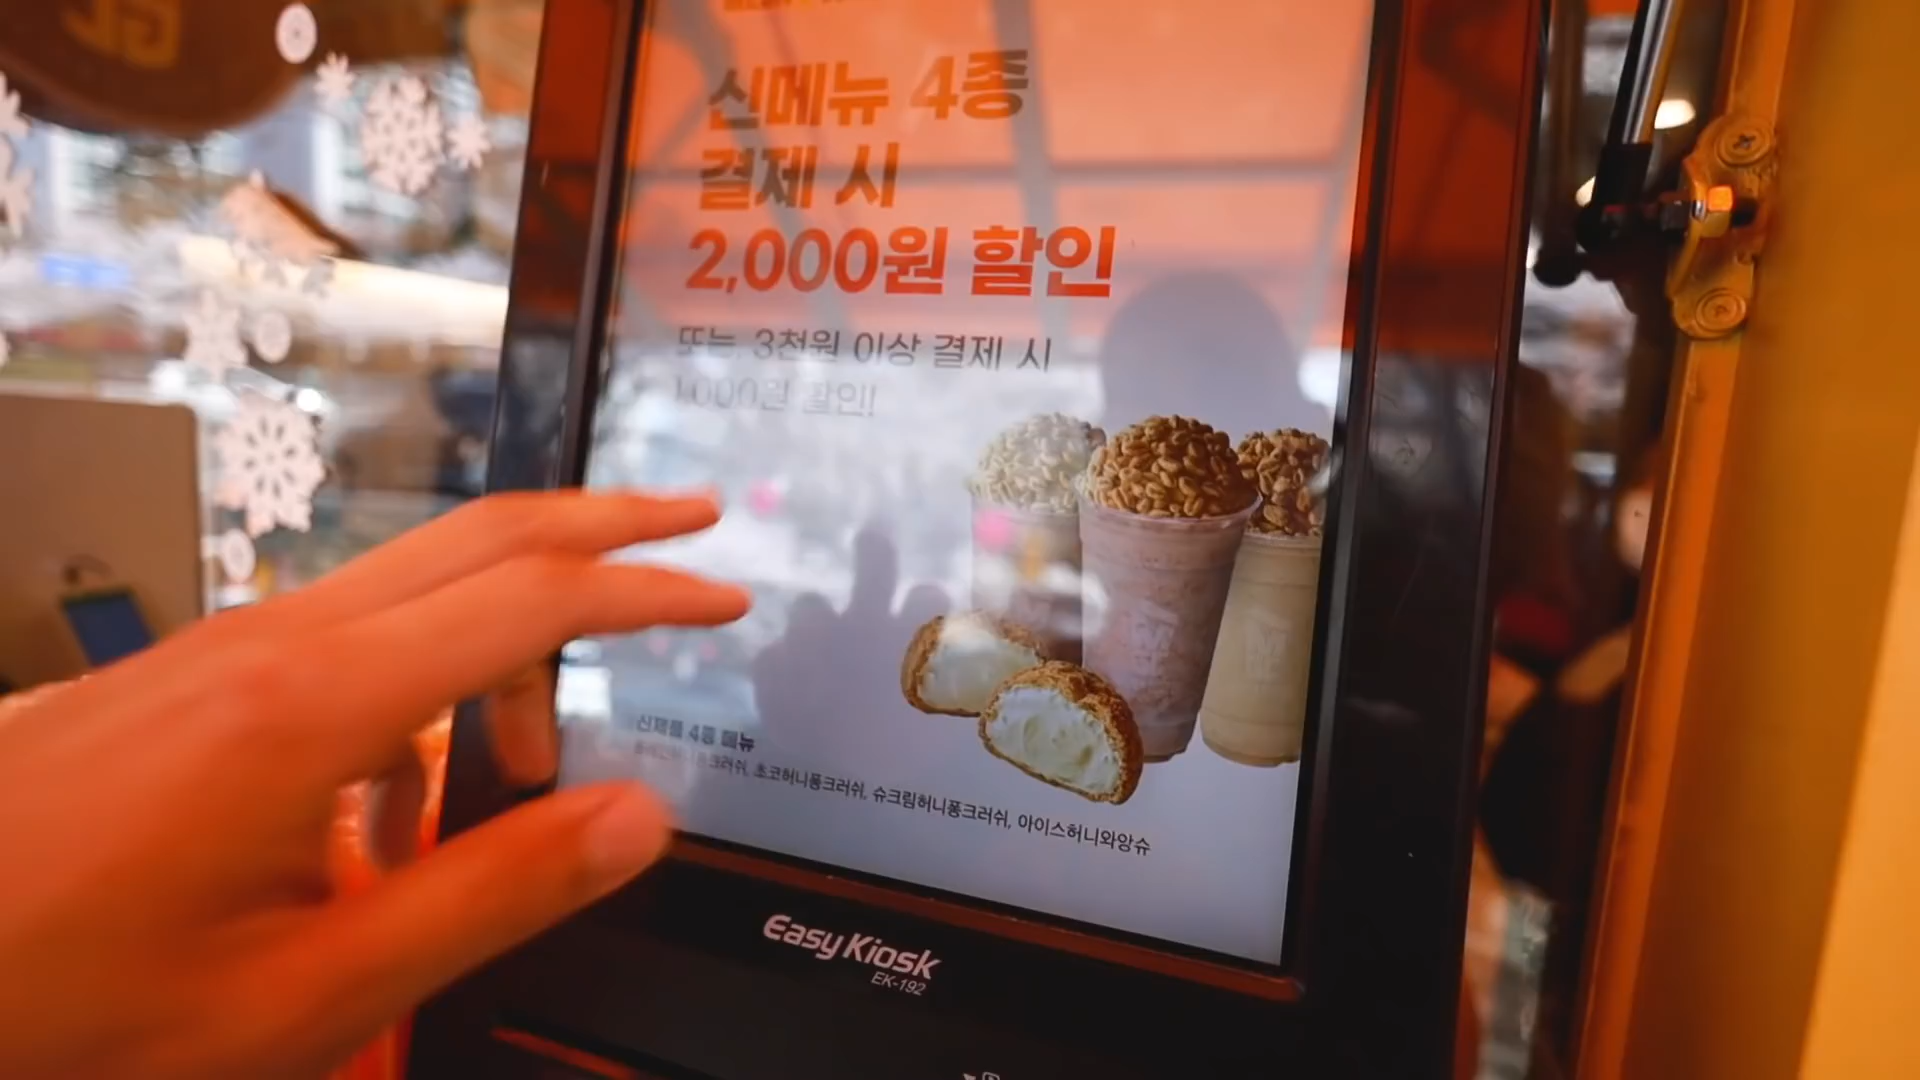 신메뉴 4종
결제 시
2,000원 할인
또는, 3천원 이상 결제 시
1,000원 할인!
신제품 4종 메뉴
초코허니퐁크러쉬, 슈크림허니퐁크러쉬, 아이스허니와앙슈
Easy Kiosk
EK-192